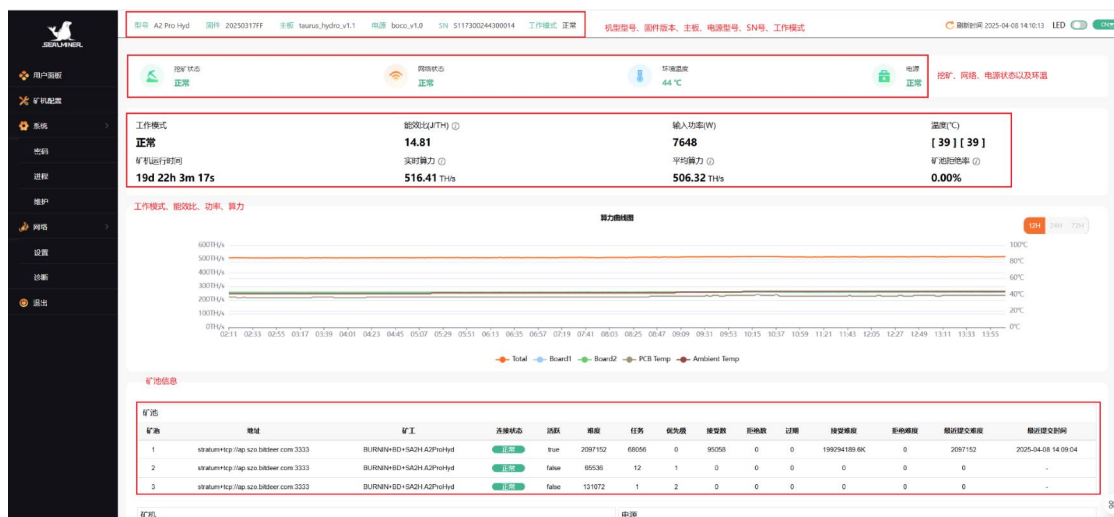 SEALMINER
型号 A2 Pro Hyd 固件 20250317FF 主板 taurus_hydro_v1.1 电源 boco_v1.0 SN S117300244300014 工作模式 正常
机型型号、固件版本、主板、电源型号、SN号、工作模式
刷新时间 2025-04-08 14:10:13 LED
用户面板
矿机配置
系统
密码
进程
维护
网络
设置
诊断
退出
挖矿状态 网络状态 环境温度 电源
正常 正常 44 ℃ 正常
挖矿、网络、电源状态以及环温
工作模式 能效比(J/TH) 输入功率(W) 温度(℃)
正常 14.81 7648 [ 39 ] [ 39 ]
矿机运行时间 实时算力 平均算力 矿池拒绝率
19d 22h 3m 17s 516.41 TH/s 506.32 TH/s 0.00%
工作模式、能效比、功率、算力
算力曲线图
12H 24H 72H
600TH/s 100℃
500TH/s 80℃
400TH/s 60℃
300TH/s 40℃
200TH/s 20℃
100TH/s 0℃
0TH/s
02:11 02:33 02:55 03:17 03:39 04:01 04:23 04:45 05:07 05:29 05:51 06:13 06:35 06:57 07:19 07:41 08:03 08:25 08:47 09:09 09:31 09:53 10:15 10:37 10:59 11:21 11:43 12:05 12:27 12:49 13:11 13:33 13:55
Total Board1 Board2 PCB Temp Ambient Temp
矿池信息
矿池
矿池 地址 矿工 连接状态 活跃 难度 任务 优先级 接受数 拒绝数 过期 接受难度 拒绝难度 最近提交难度 最近提交时间
1 stratum+tcp://ap.szo.bitdeer.com:3333 BURNIN+BD+SA2H.A2ProHyd 正常 true 2097152 68056 0 95058 0 0 199294189.6K 0 2097152 2025-04-08 14:09:04
2 stratum+tcp://ap.szo.bitdeer.com:3333 BURNIN+BD+SA2H.A2ProHyd 正常 false 65536 12 1 0 0 0 0 0 0 -
3 stratum+tcp://ap.szo.bitdeer.com:3333 BURNIN+BD+SA2H.A2ProHyd 正常 false 131072 1 2 0 0 0 0 0 0 -
矿机 电源